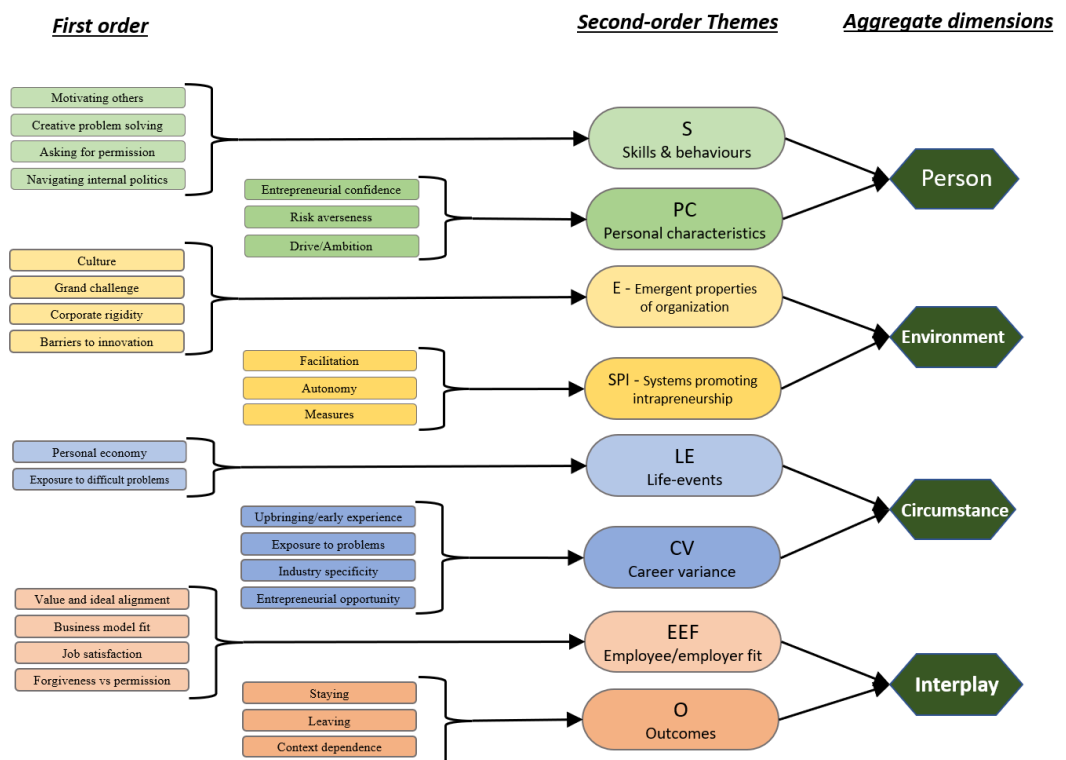 First order
Second-order Themes
Aggregate dimensions
Motivating others
Creative problem solving
Asking for permission
Navigating internal politics
S
Skills & behaviours
Person
Entrepreneurial confidence
Risk averseness
Drive/Ambition
PC
Personal characteristics
Culture
Grand challenge
Corporate rigidity
Barriers to innovation
E - Emergent properties
of organization
Environment
Facilitation
Autonomy
Measures
SPI - Systems promoting
intrapreneurship
Personal economy
Exposure to difficult problems
LE
Life-events
Circumstance
Upbringing/early experience
Exposure to problems
Industry specificity
Entrepreneurial opportunity
CV
Career variance
Value and ideal alignment
Business model fit
Job satisfaction
Forgiveness vs permission
EEF
Employee/employer fit
Interplay
Staying
Leaving
Context dependence
O
Outcomes